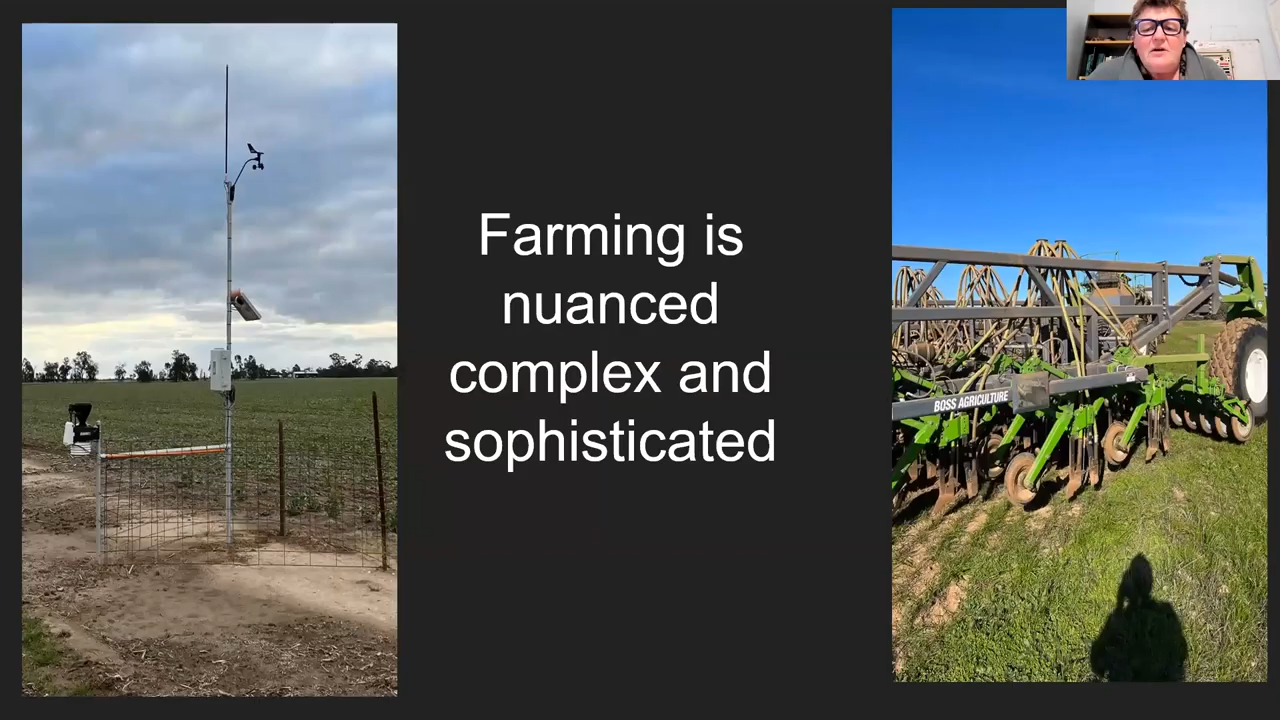 Farming is
nuanced
complex and
sophisticated
BOSS AGRICULTURE